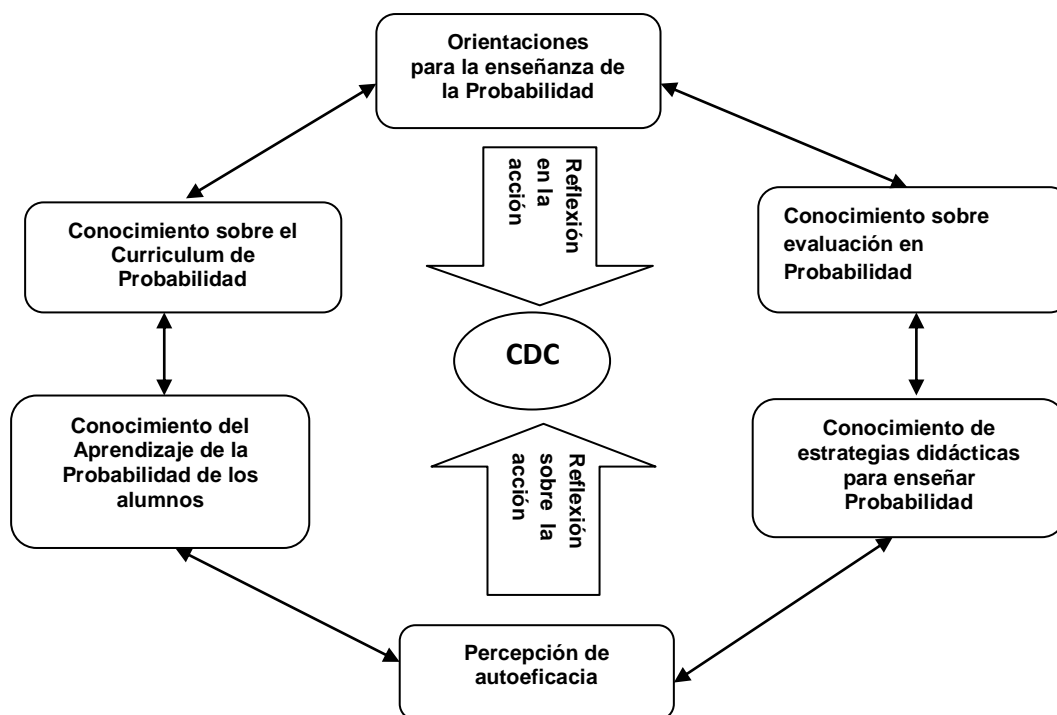 Orientaciones
para la enseñanza de
la Probabilidad
Reflexión
en la
acción
Conocimiento sobre el
Curriculum de
Probabilidad
Conocimiento sobre
evaluación en
Probabilidad
CDC
Conocimiento del
Aprendizaje de la
Probabilidad de los
alumnos
Reflexión
sobre la
acción
Conocimiento de
estrategias didácticas
para enseñar
Probabilidad
Percepción de
autoeficacia